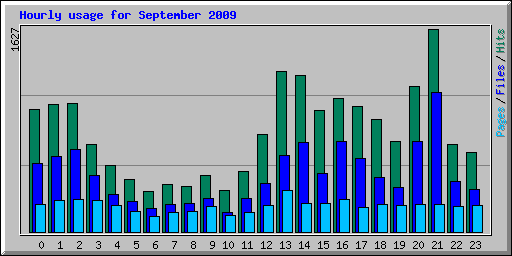 Hourly usage for September 2009
1627
Pages/Files/Hits
0 1 2 3 4 5 6 7 8 9 10 11 12 13 14 15 16 17 18 19 20 21 22 23